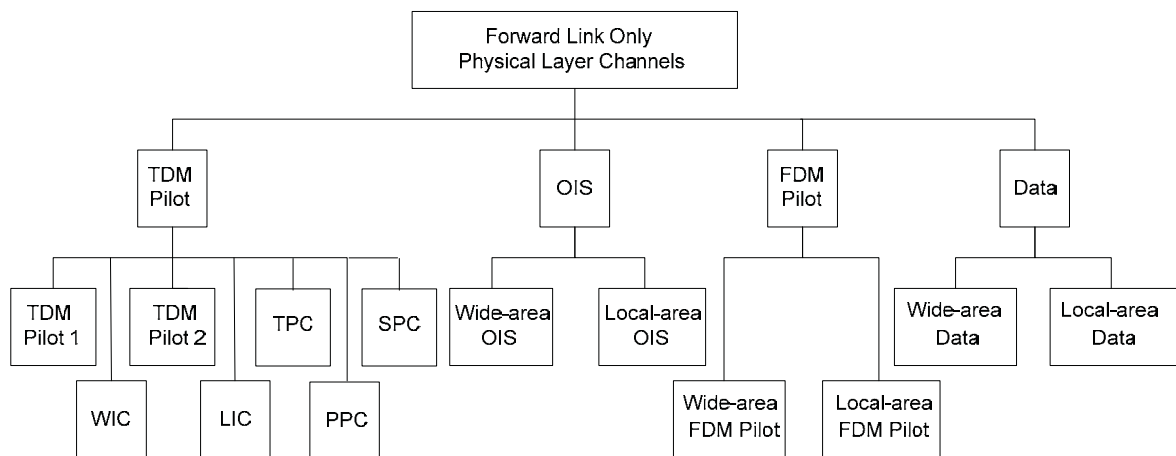 Forward Link Only
Physical Layer Channels
TDM
Pilot
OIS
FDM
Pilot
Data
TDM
Pilot 1
TDM
Pilot 2
TPC
SPC
Wide-area
OIS
Local-area
OIS
Wide-area
Data
Local-area
Data
WIC
LIC
PPC
Wide-area
FDM Pilot
Local-area
FDM Pilot